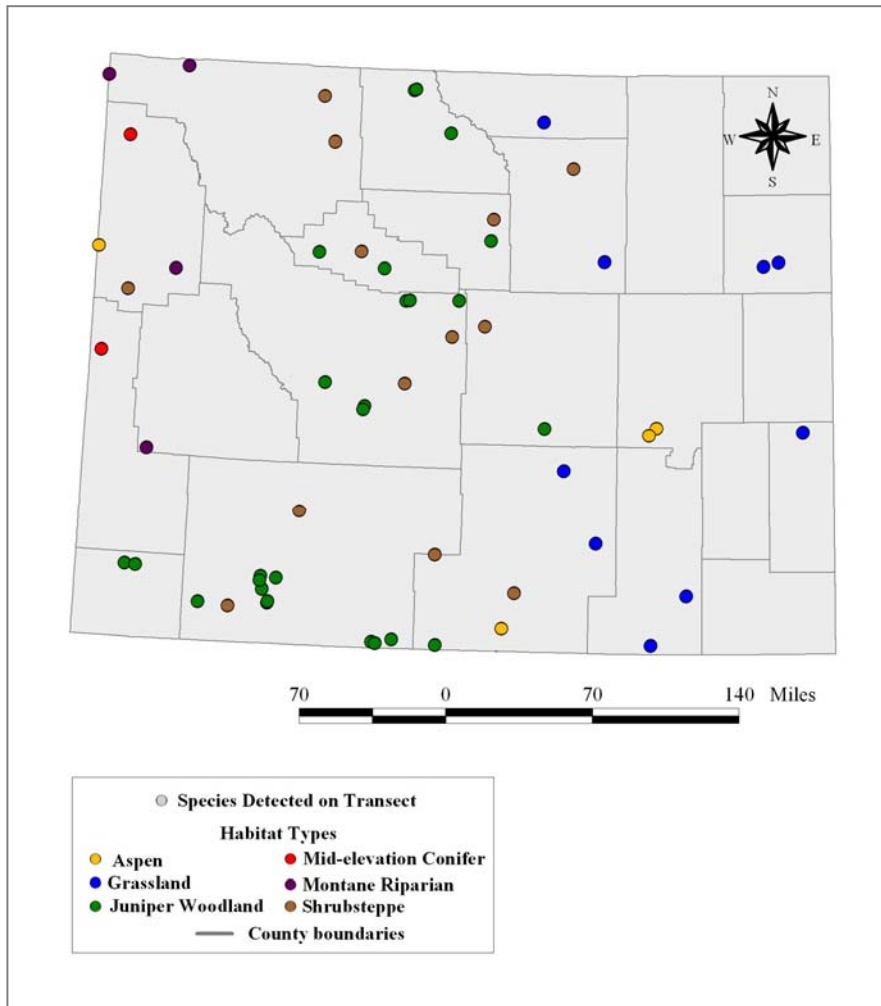 N
W E
S
70 0 70 140 Miles
Species Detected on Transect
Habitat Types
Aspen Mid-elevation Conifer
Grassland Montane Riparian
Juniper Woodland Shrubsteppe
County boundaries